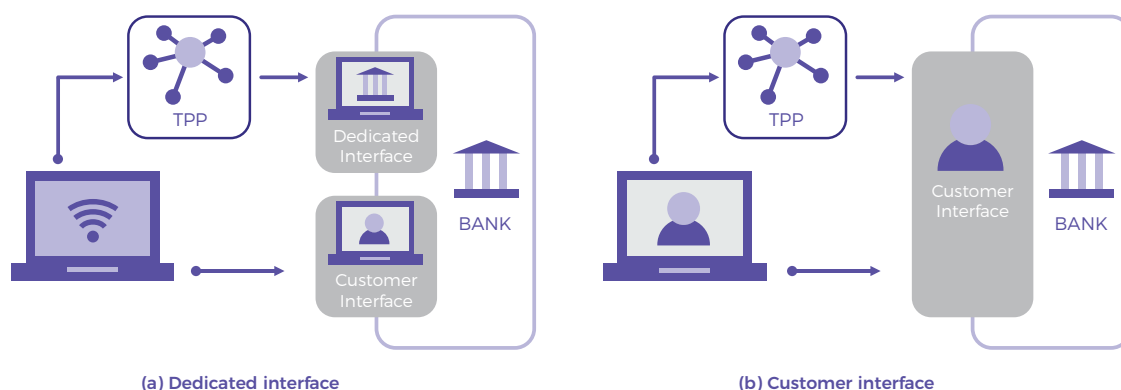 TPP
Dedicated
Interface
BANK
Customer
Interface
(a) Dedicated interface
TPP
Customer
Interface
BANK
(b) Customer interface